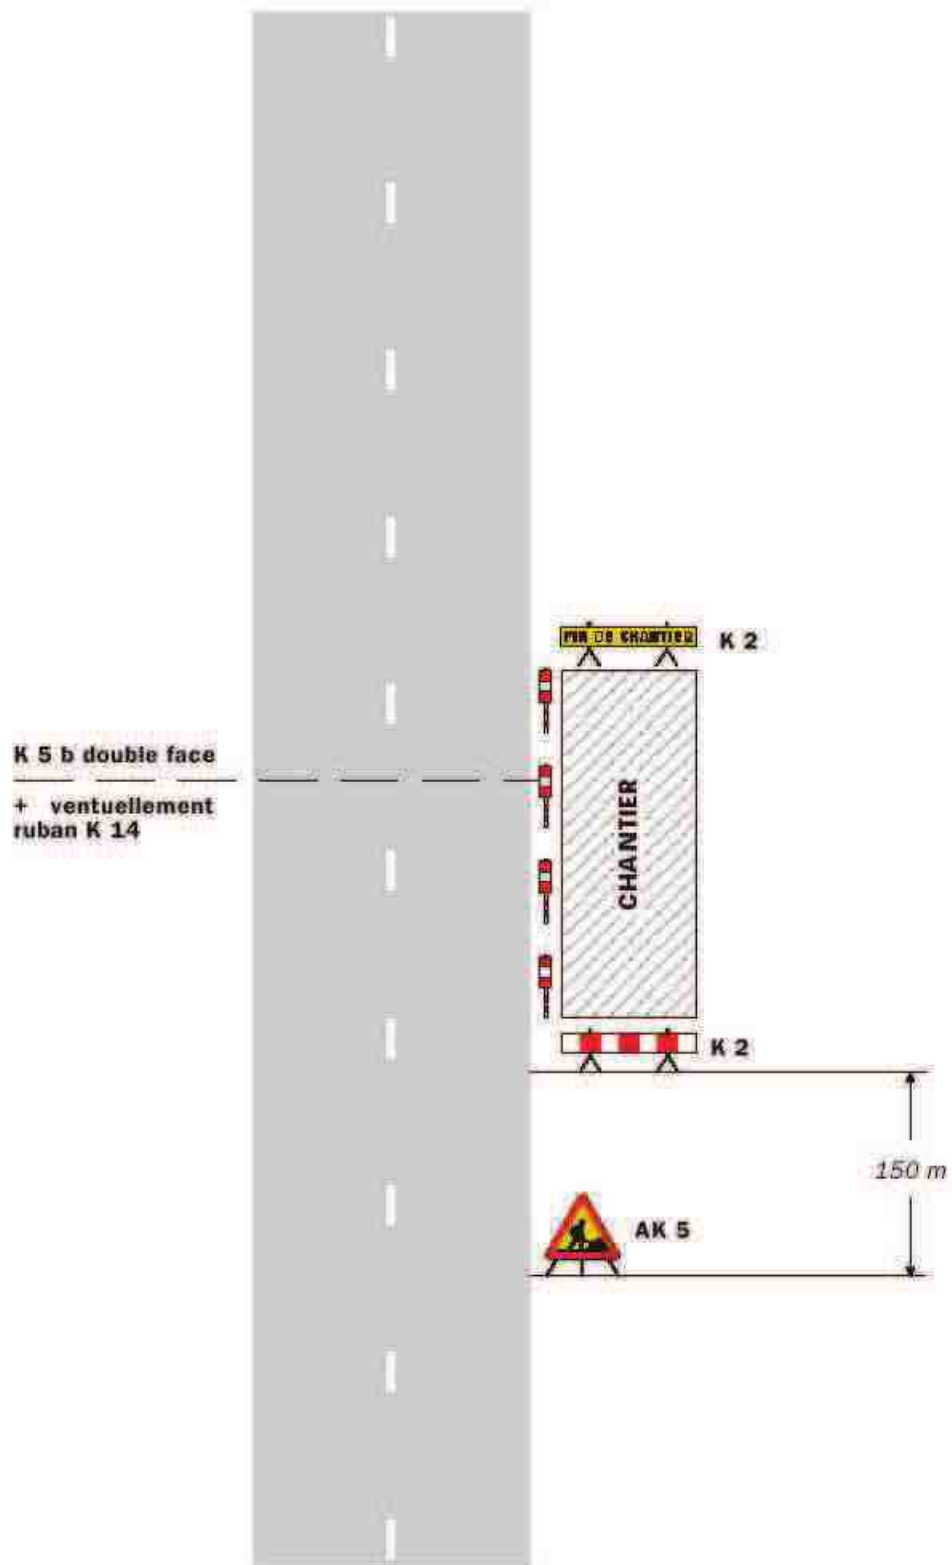 FIN DE CHANTIER
K 2
K 5 b double face
+ ventuellement
ruban K 14
CHANTIER
K 2
150 m
AK 5